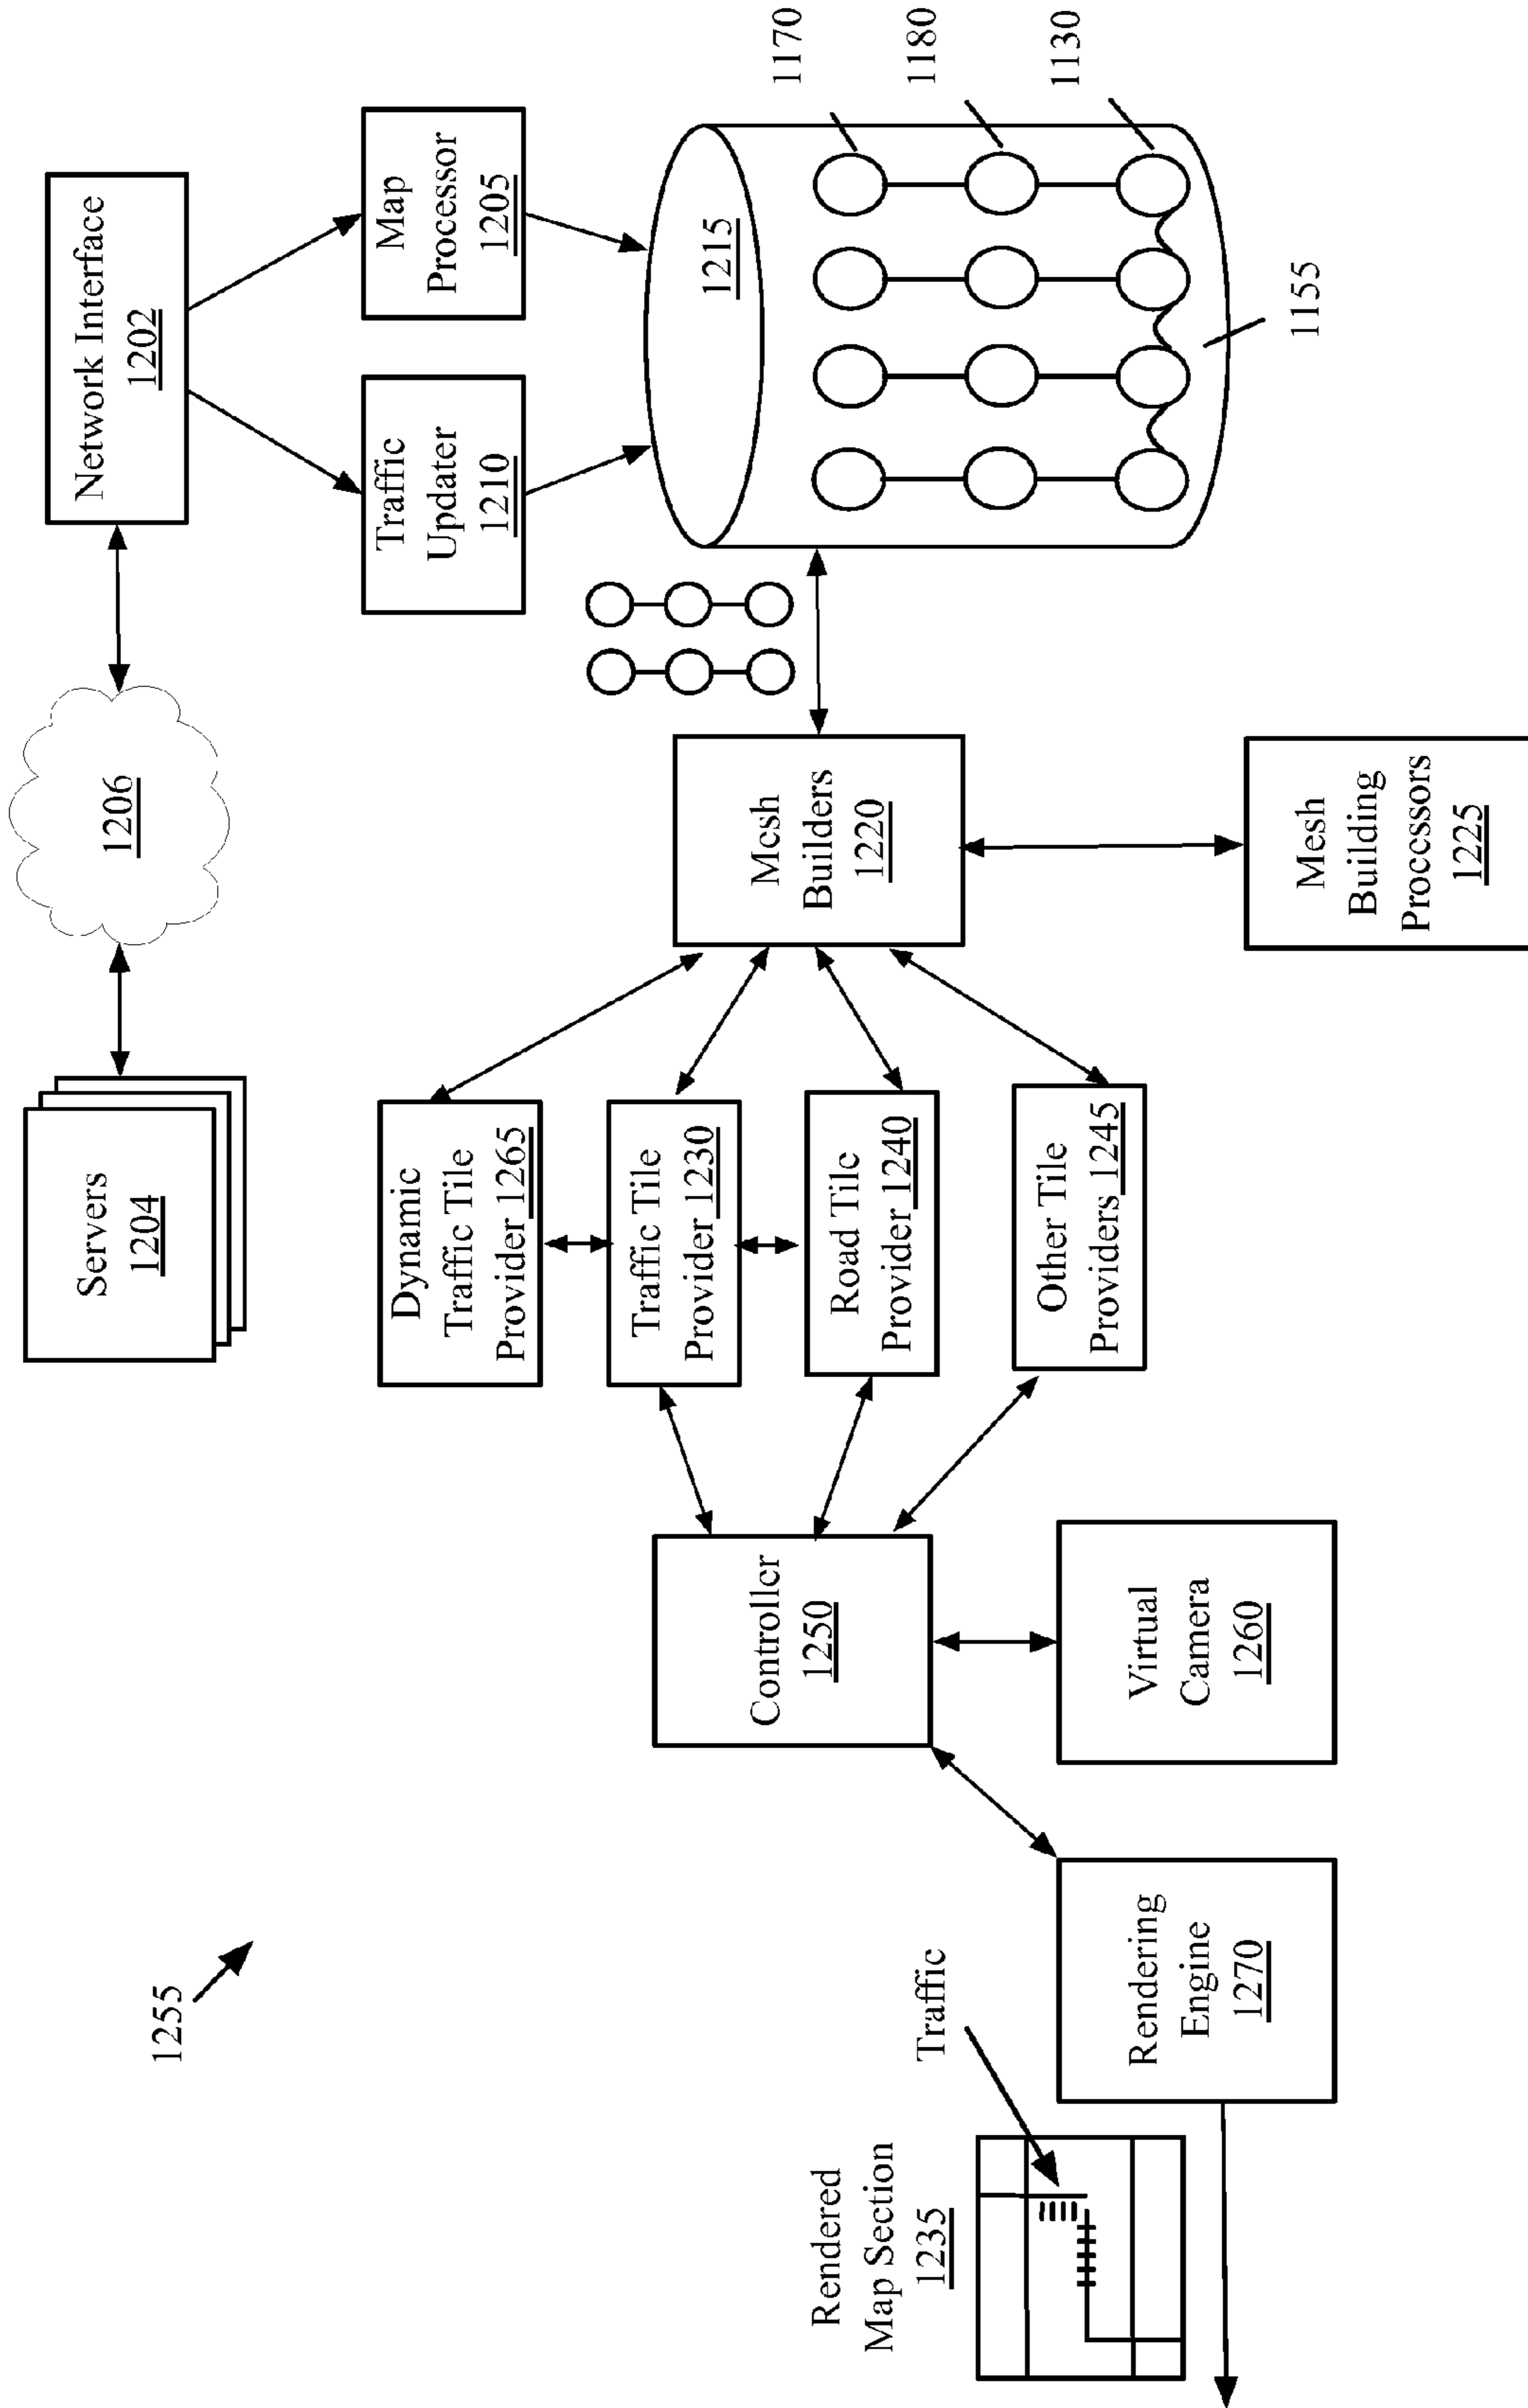 1255
Servers
1204
1206
Network Interface
1202
Dynamic
Traffic Tile
Provider 1265
Traffic
Updater
1210
Map
Processor
1205
Traffic Tile
Provider 1230
Road Tile
Provider 1240
Other Tile
Providers 1245
Controller
1250
Mesh
Builders
1220
1215
1170
1180
1130
1155
Rendered
Map Section
1235
Traffic
Rendering
Engine
1270
Virtual
Camera
1260
Mesh
Building
Processors
1225